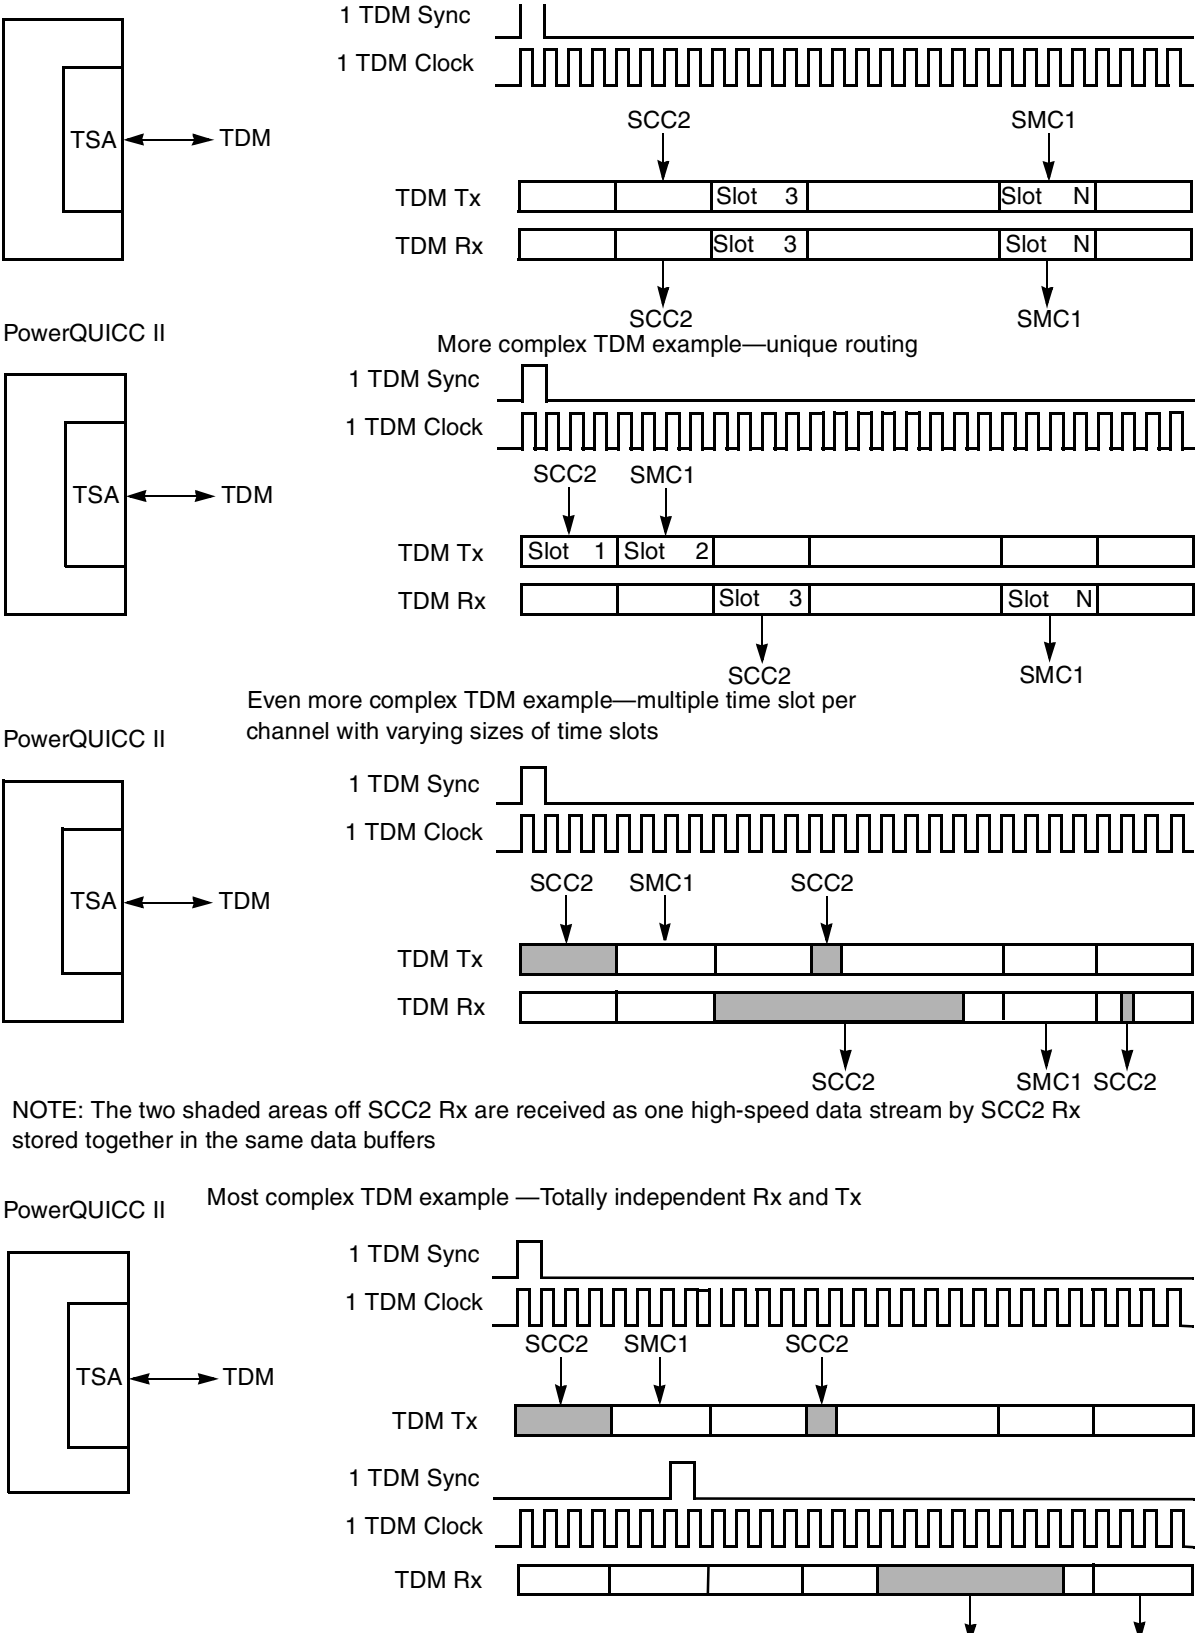 1 TDM Sync
1 TDM Clock
SCC2 SMC1
TSA TDM
TDM Tx Slot 3 Slot N
TDM Rx Slot 3 Slot N
SCC2 SMC1
PowerQUICC II
More complex TDM example—unique routing
1 TDM Sync
1 TDM Clock
SCC2 SMC1
TSA TDM
TDM Tx Slot 1 Slot 2
TDM Rx Slot 3 Slot N
SCC2 SMC1
Even more complex TDM example—multiple time slot per
channel with varying sizes of time slots
PowerQUICC II
1 TDM Sync
1 TDM Clock
SCC2 SMC1 SCC2
TSA TDM
TDM Tx
TDM Rx
SCC2 SMC1 SCC2
NOTE: The two shaded areas off SCC2 Rx are received as one high-speed data stream by SCC2 Rx
stored together in the same data buffers
Most complex TDM example —Totally independent Rx and Tx
PowerQUICC II
1 TDM Sync
1 TDM Clock
SCC2 SMC1 SCC2
TSA TDM
TDM Tx
1 TDM Sync
1 TDM Clock
TDM Rx